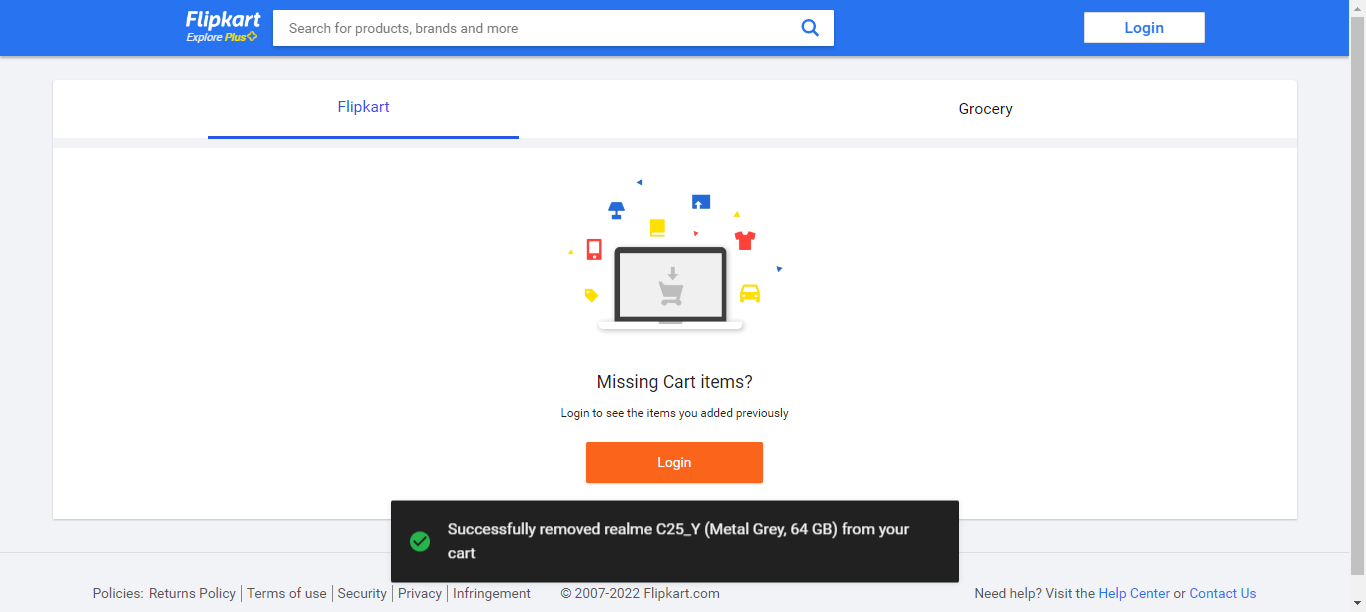 Flipkart
Explore Plus
Search for products, brands and more
Login
Flipkart
Grocery
Missing Cart items?
Login to see the items you added previously
Login
Successfully removed realme C25_Y (Metal Grey, 64 GB) from your
cart
Policies: Returns Policy | Terms of use | Security | Privacy | Infringement © 2007-2022 Flipkart.com Need help? Visit the Help Center or Contact Us